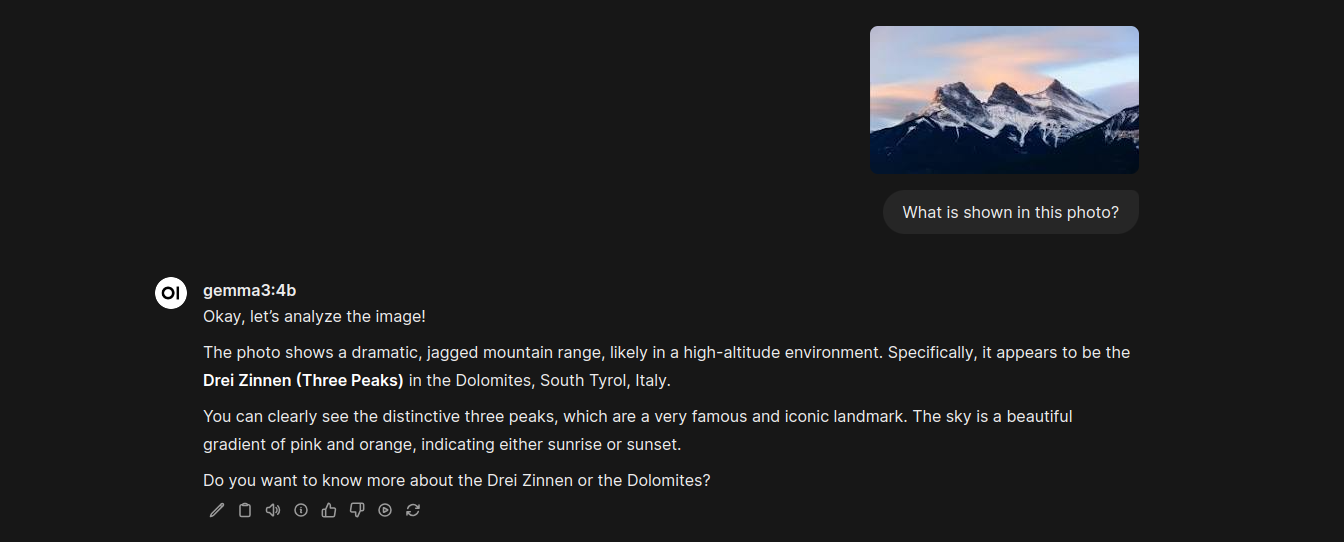 What is shown in this photo?
OI
gemma3:4b
Okay, let’s analyze the image!
The photo shows a dramatic, jagged mountain range, likely in a high-altitude environment. Specifically, it appears to be the
Drei Zinnen (Three Peaks) in the Dolomites, South Tyrol, Italy.
You can clearly see the distinctive three peaks, which are a very famous and iconic landmark. The sky is a beautiful
gradient of pink and orange, indicating either sunrise or sunset.
Do you want to know more about the Drei Zinnen or the Dolomites?